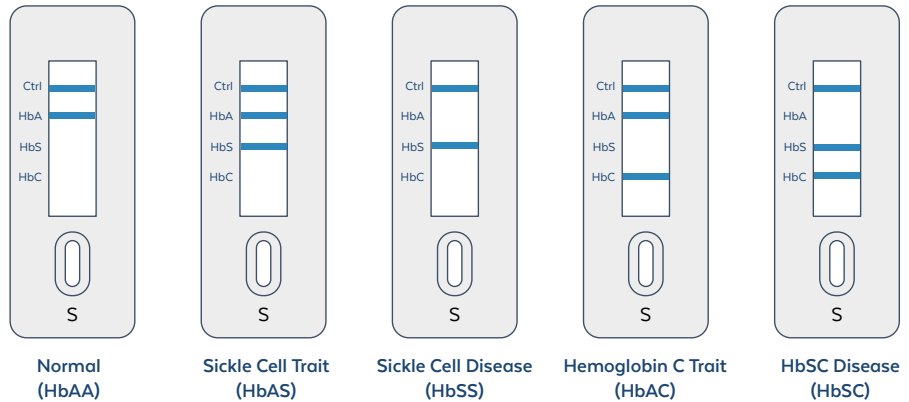 Ctrl
HbA
HbS
HbC
S
Ctrl
HbA
HbS
HbC
S
Ctrl
HbA
HbS
HbC
S
Ctrl
HbA
HbS
HbC
S
Ctrl
HbA
HbS
HbC
S
Normal
(HbAA)
Sickle Cell Trait
(HbAS)
Sickle Cell Disease
(HbSS)
Hemoglobin C Trait
(HbAC)
HbSC Disease
(HbSC)